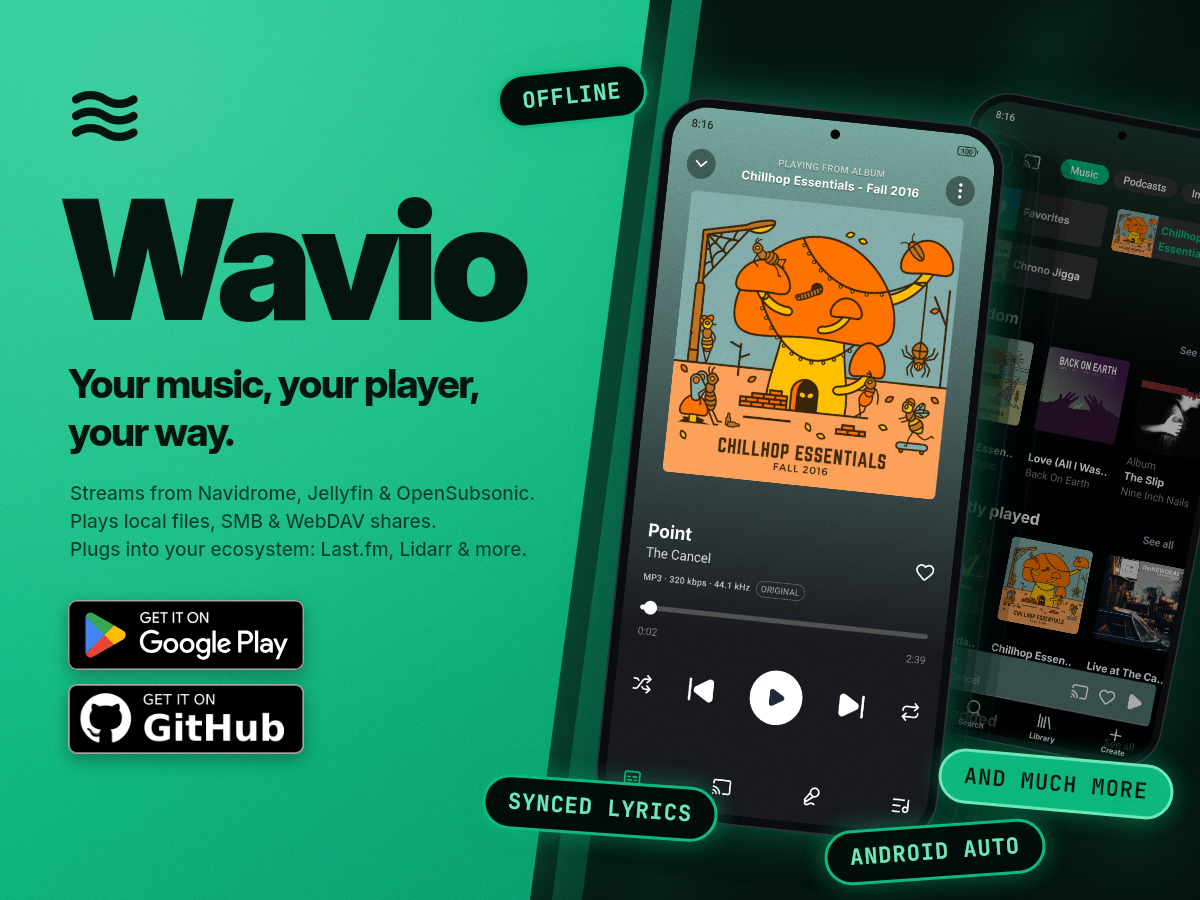 OFFLINE
Wavio
Your music, your player,
your way.
Streams from Navidrome, Jellyfin & OpenSubsonic.
Plays local files, SMB & WebDAV shares.
Plugs into your ecosystem: Last.fm, Lidarr & more.
GET IT ON
Google Play
GET IT ON
GitHub
8:16
100
PLAYING FROM ALBUM
Chillhop Essentials - Fall 2016
CHILLHOP ESSENTIALS
FALL 2016
Point
The Cancel
MP3 · 320 kbps · 44.1 kHz ORIGINAL
0:02
2:39
8:16
Music Podcasts
Favorites
Chrono Jigga
See
BACK ON EARTH
Love (All I Was..
Back On Earth
Album
The Slip
Nine Inch Nails
See all
Chillhop Essen..
Live at The Ca..
Search
Library
Create
See all
SYNCED LYRICS
AND MUCH MORE
ANDROID AUTO